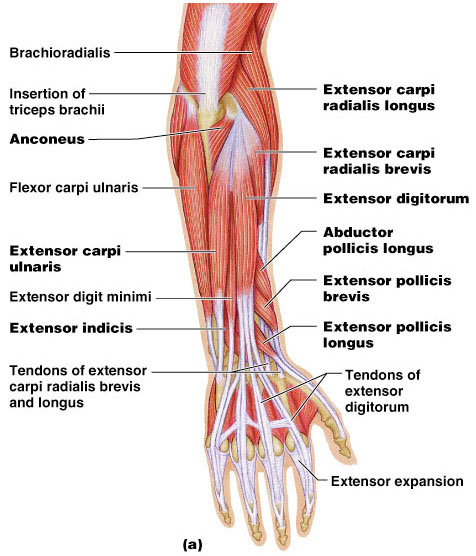 Brachioradialis
Insertion of
triceps brachii
Anconeus
Flexor carpi ulnaris
Extensor carpi
ulnaris
Extensor digit minimi
Extensor indicis
Tendons of extensor
carpi radialis brevis
and longus
Extensor carpi
radialis longus
Extensor carpi
radialis brevis
Extensor digitorum
Abductor
pollicis longus
Extensor pollicis
brevis
Extensor pollicis
longus
Tendons of
extensor
digitorum
Extensor expansion
(a)